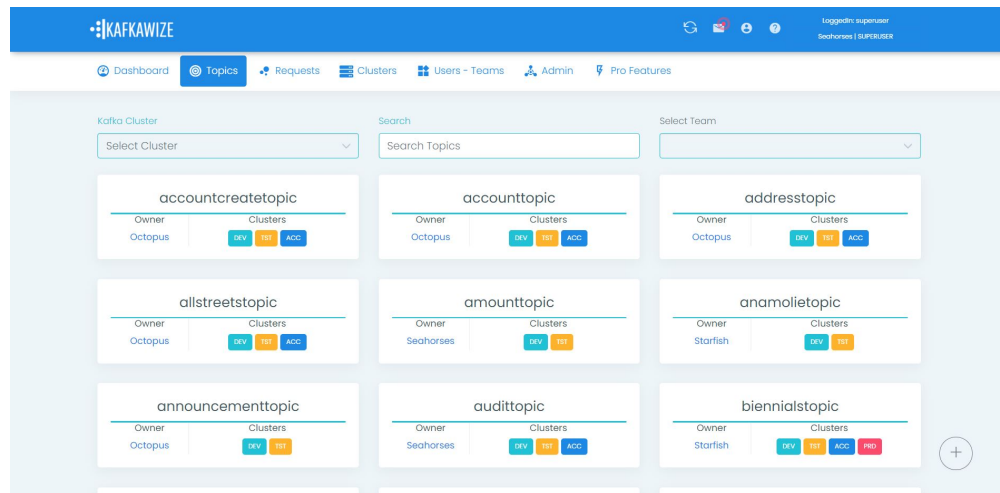 KAFKAWIZE
LoggedIn: superuser
Seahorses | SUPERUSER
Dashboard
Topics
Requests
Clusters
Users - Teams
Admin
Pro Features
Kafka Cluster
Search
Select Team
Select Cluster
Search Topics
accountcreatetopic
Owner Clusters
Octopus DEV TST ACC
accounttopic
Owner Clusters
Octopus DEV TST ACC
addresstopic
Owner Clusters
Octopus DEV TST ACC
allstreetstopic
Owner Clusters
Octopus DEV TST ACC
amounttopic
Owner Clusters
Seahorses DEV TST
anamolietopic
Owner Clusters
Starfish DEV TST
announcementtopic
Owner Clusters
Octopus DEV TST
audittopic
Owner Clusters
Seahorses DEV TST ACC
biennialstopic
Owner Clusters
Starfish DEV TST ACC PRD
+